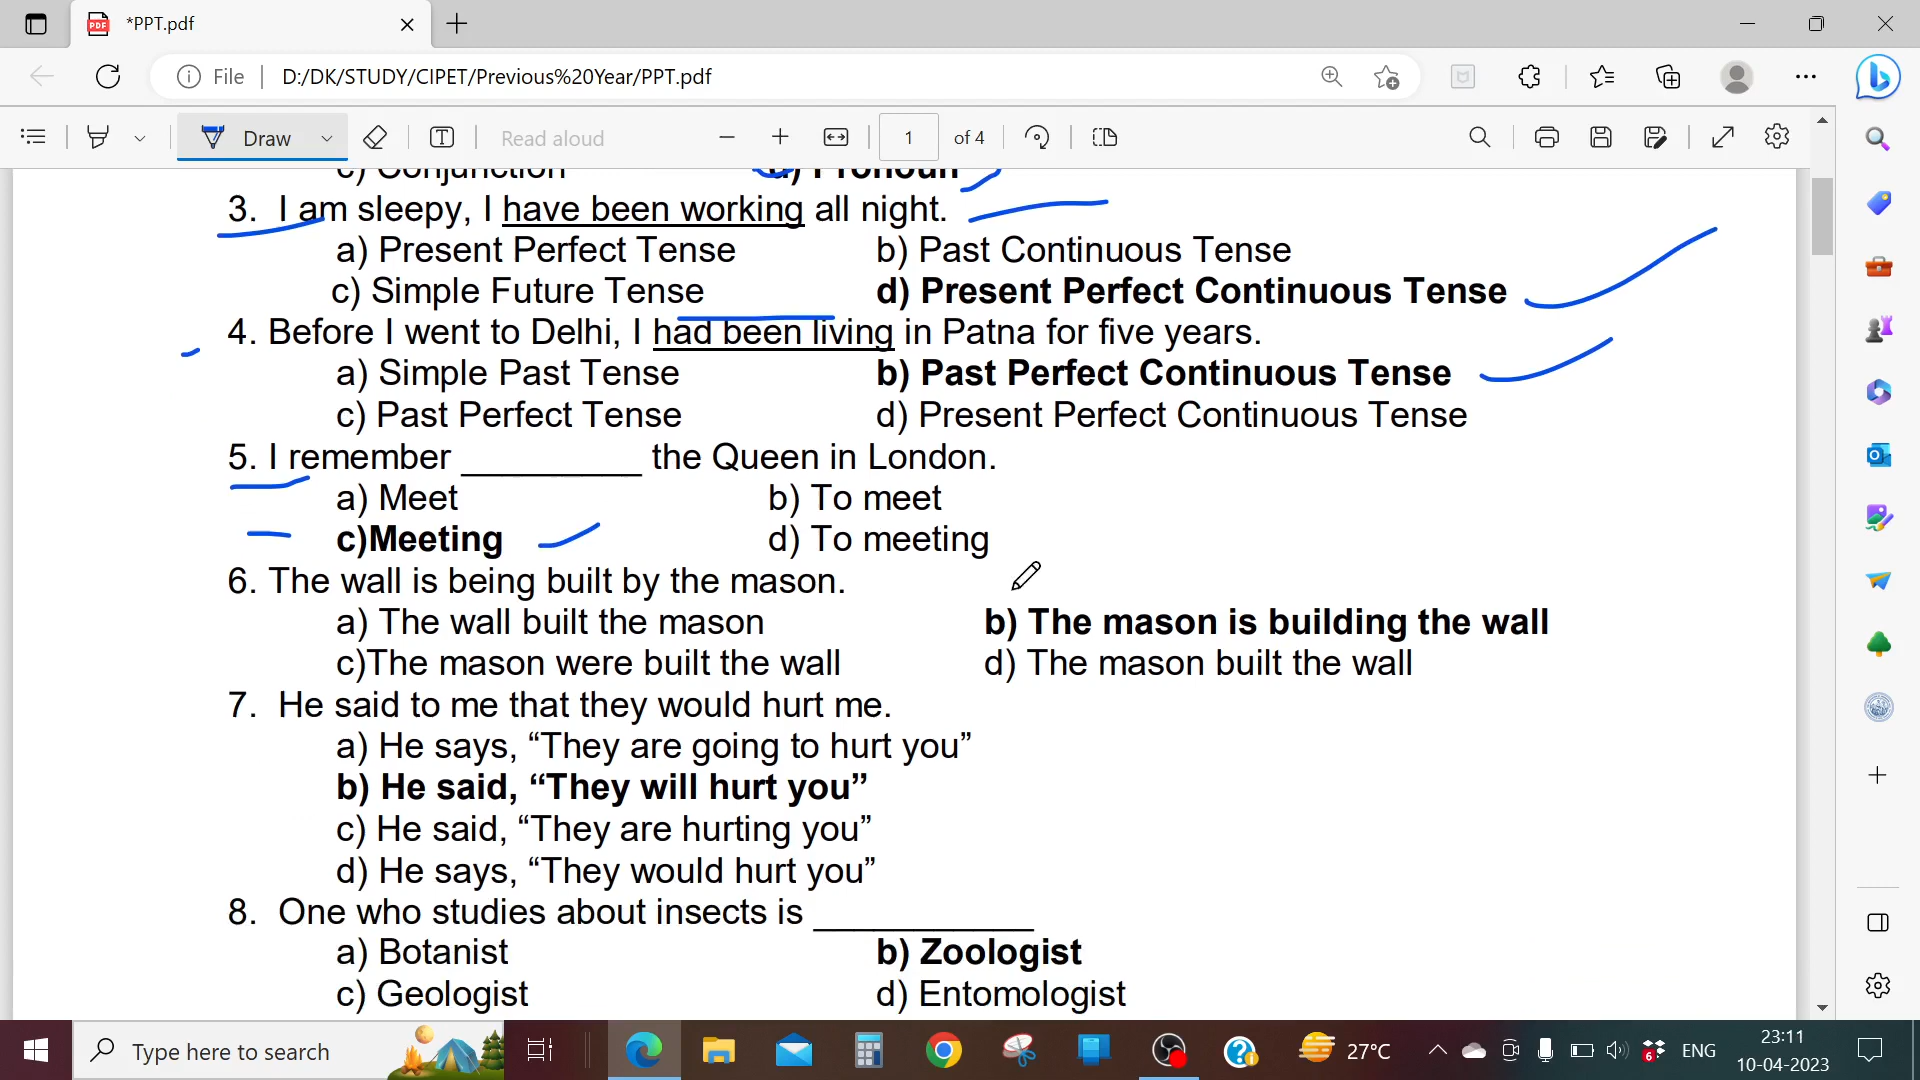 *PPT.pdf
File
D:/DK/STUDY/CIPET/Previous%20Year/PPT.pdf
Draw
Read aloud
1
of 4
c) Conjunction d) Pronoun
3. I am sleepy, I have been working all night.
a) Present Perfect Tense b) Past Continuous Tense
c) Simple Future Tense d) Present Perfect Continuous Tense
4. Before I went to Delhi, I had been living in Patna for five years.
a) Simple Past Tense b) Past Perfect Continuous Tense
c) Past Perfect Tense d) Present Perfect Continuous Tense
5. I remember _________ the Queen in London.
a) Meet b) To meet
c)Meeting d) To meeting
6. The wall is being built by the mason.
a) The wall built the mason b) The mason is building the wall
c)The mason were built the wall d) The mason built the wall
7. He said to me that they would hurt me.
a) He says, “They are going to hurt you”
b) He said, “They will hurt you”
c) He said, “They are hurting you”
d) He says, “They would hurt you”
8. One who studies about insects is ___________
a) Botanist b) Zoologist
c) Geologist d) Entomologist
Type here to search
27°C
6
ENG
23:11
10-04-2023